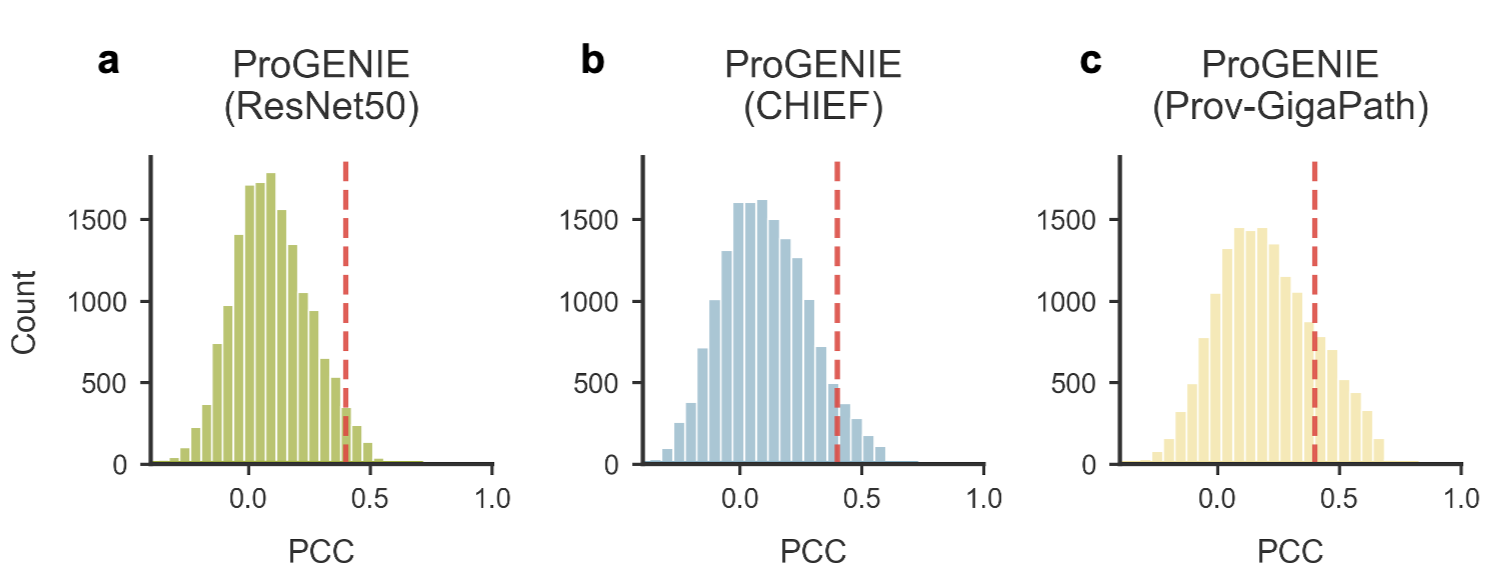 a
ProGENIE
(ResNet50)
Count
1500
1000
500
0
0.0 0.5 1.0
PCC
b
ProGENIE
(CHIEF)
1500
1000
500
0
0.0 0.5 1.0
PCC
c
ProGENIE
(Prov-GigaPath)
1500
1000
500
0
0.0 0.5 1.0
PCC